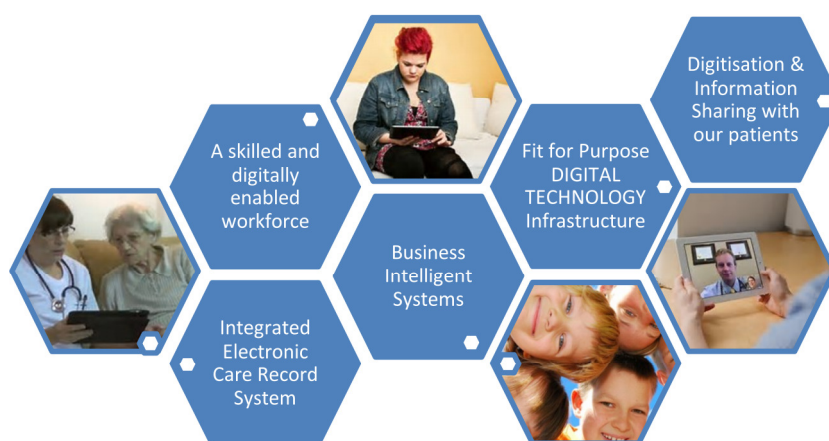 A skilled and
digitally
enabled
workforce
Integrated
Electronic
Care Record
System
Business
Intelligent
Systems
Fit for Purpose
DIGITAL
TECHNOLOGY
Infrastructure
Digitisation &
Information
Sharing with
our patients